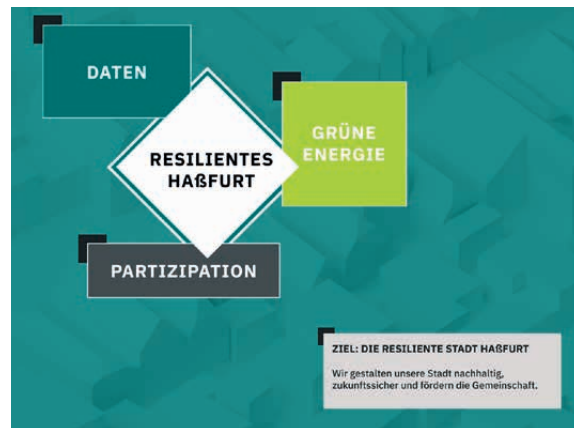 DATEN
GRÜNE
ENERGIE
RESILIENTES
HAßFURT
PARTIZIPATION
ZIEL: DIE RESILIENTE STADT HAßFURT
Wir gestalten unsere Stadt nachhaltig,
zukunftssicher und fördern die Gemeinschaft.